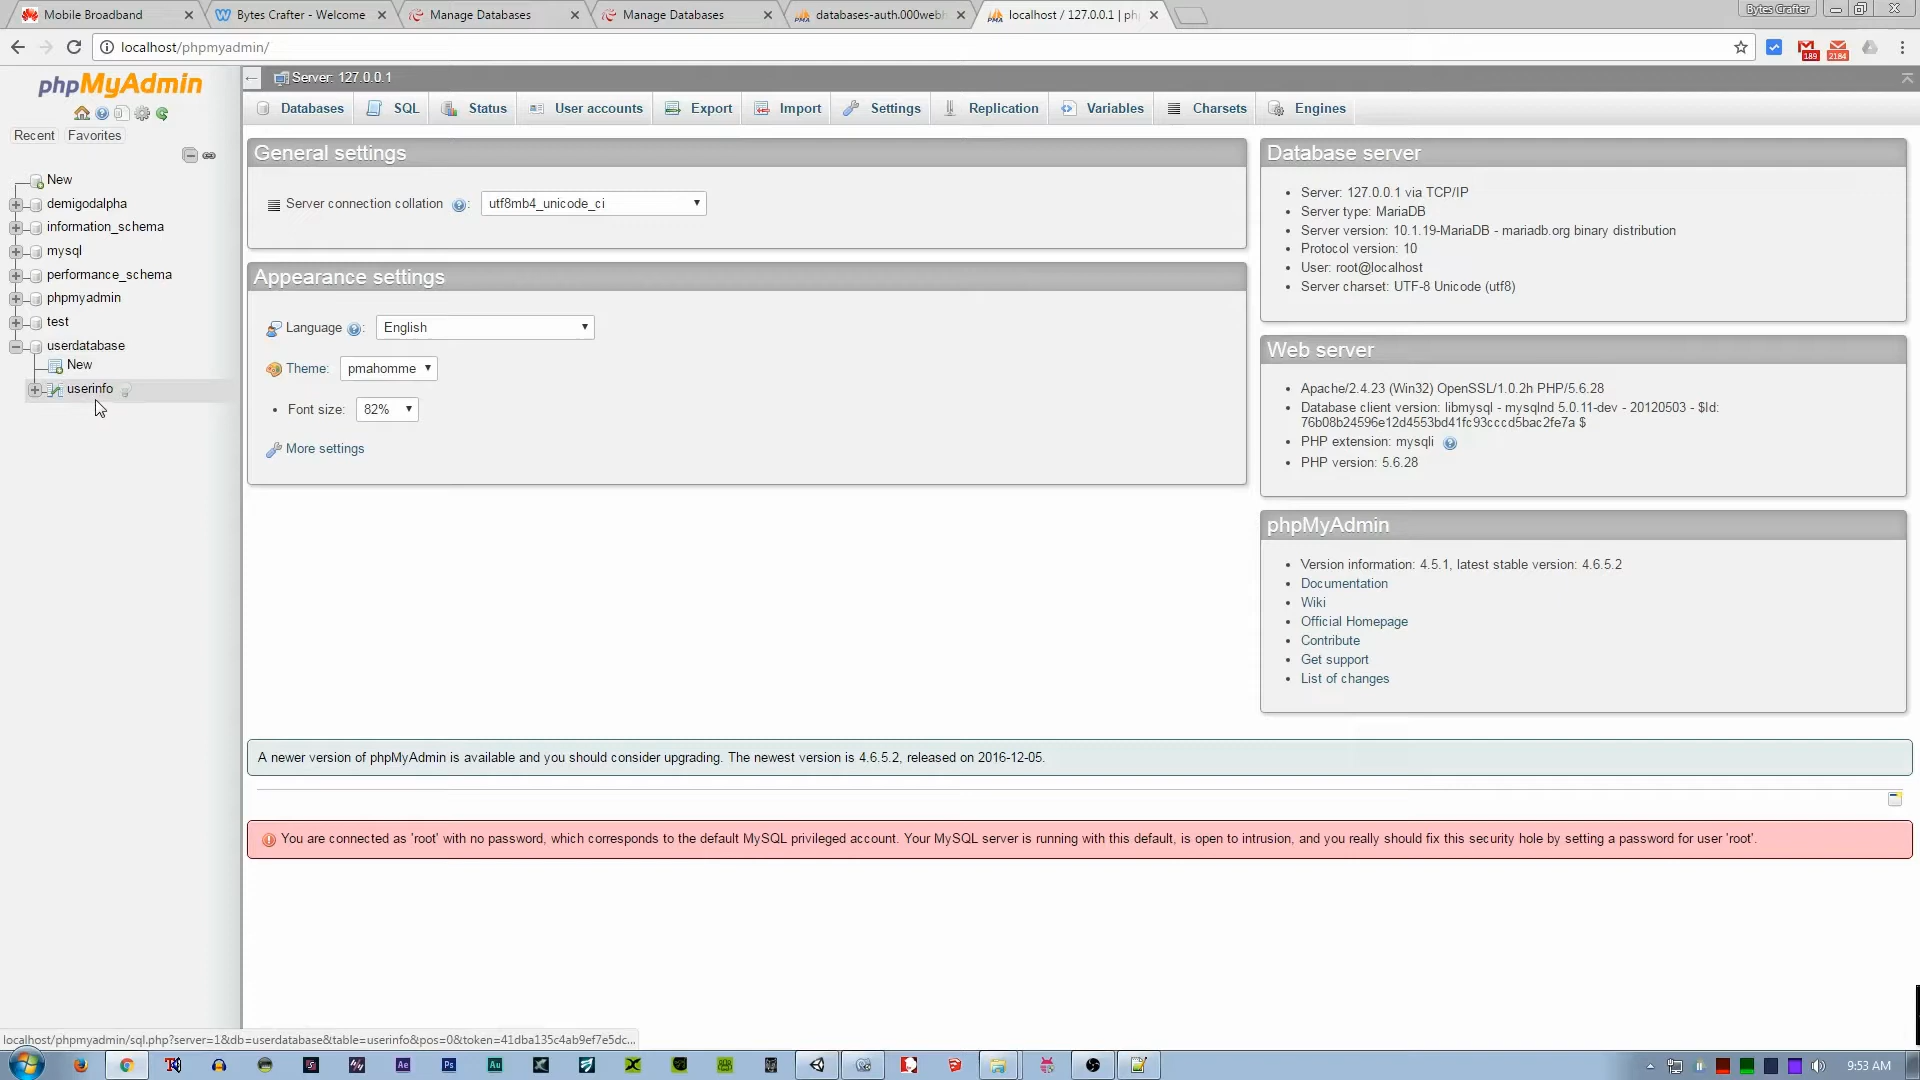 Mobile Broadband
Bytes Crafter - Welcome
Manage Databases
Manage Databases
databases-auth.000webh
localhost / 127.0.0.1 | ph
Bytes Crafter
localhost/phpmyadmin/
189
2184
phpMyAdmin
Recent
Favorites
New
demigodalpha
information_schema
mysql
performance_schema
phpmyadmin
test
userdatabase
New
userinfo
Server: 127.0.0.1
Databases
SQL
Status
User accounts
Export
Import
Settings
Replication
Variables
Charsets
Engines
General settings
Server connection collation : utf8mb4_unicode_ci
Appearance settings
Language : English
Theme: pmahomme
Font size: 82%
More settings
Database server
Server: 127.0.0.1 via TCP/IP
Server type: MariaDB
Server version: 10.1.19-MariaDB - mariadb.org binary distribution
Protocol version: 10
User: root@localhost
Server charset: UTF-8 Unicode (utf8)
Web server
Apache/2.4.23 (Win32) OpenSSL/1.0.2h PHP/5.6.28
Database client version: libmysql - mysqlnd 5.0.11-dev - 20120503 - $Id:
76b08b24596e12d4553bd41fc93cccd5bac2fe7a $
PHP extension: mysqli
PHP version: 5.6.28
phpMyAdmin
Version information: 4.5.1, latest stable version: 4.6.5.2
Documentation
Wiki
Official Homepage
Contribute
Get support
List of changes
A newer version of phpMyAdmin is available and you should consider upgrading. The newest version is 4.6.5.2, released on 2016-12-05.
You are connected as 'root' with no password, which corresponds to the default MySQL privileged account. Your MySQL server is running with this default, is open to intrusion, and you really should fix this security hole by setting a password for user 'root'.
localhost/phpmyadmin/sql.php?server=1&db=userdatabase&table=userinfo&pos=0&token=41dba135c4ab9ef7e5dc...
Ae
Ps
Au
9:53 AM